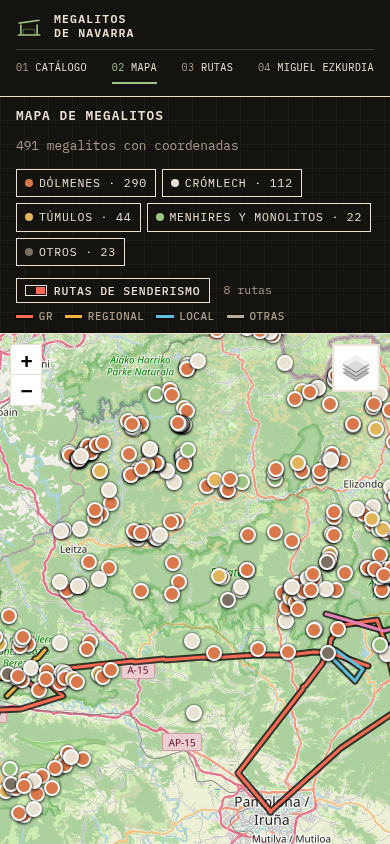 MEGALITOS
DE NAVARRA
01 CATÁLOGO 02 MAPA 03 RUTAS 04 MIGUEL EZKURDIA
MAPA DE MEGALITOS
491 megalitos con coordenadas
DÓLMENES · 290 CRÓMLECH · 112
TÚMULOS · 44 MENHIRES Y MONOLITOS · 22
OTROS · 23
RUTAS DE SENDERISMO 8 rutas
GR REGIONAL LOCAL OTRAS
+
−
Aiako Harriko
Parke Naturala
Elizondo
Leitza
A-15
AP-15
Pamplona /
Iruña
Mutilva / Mutiloa